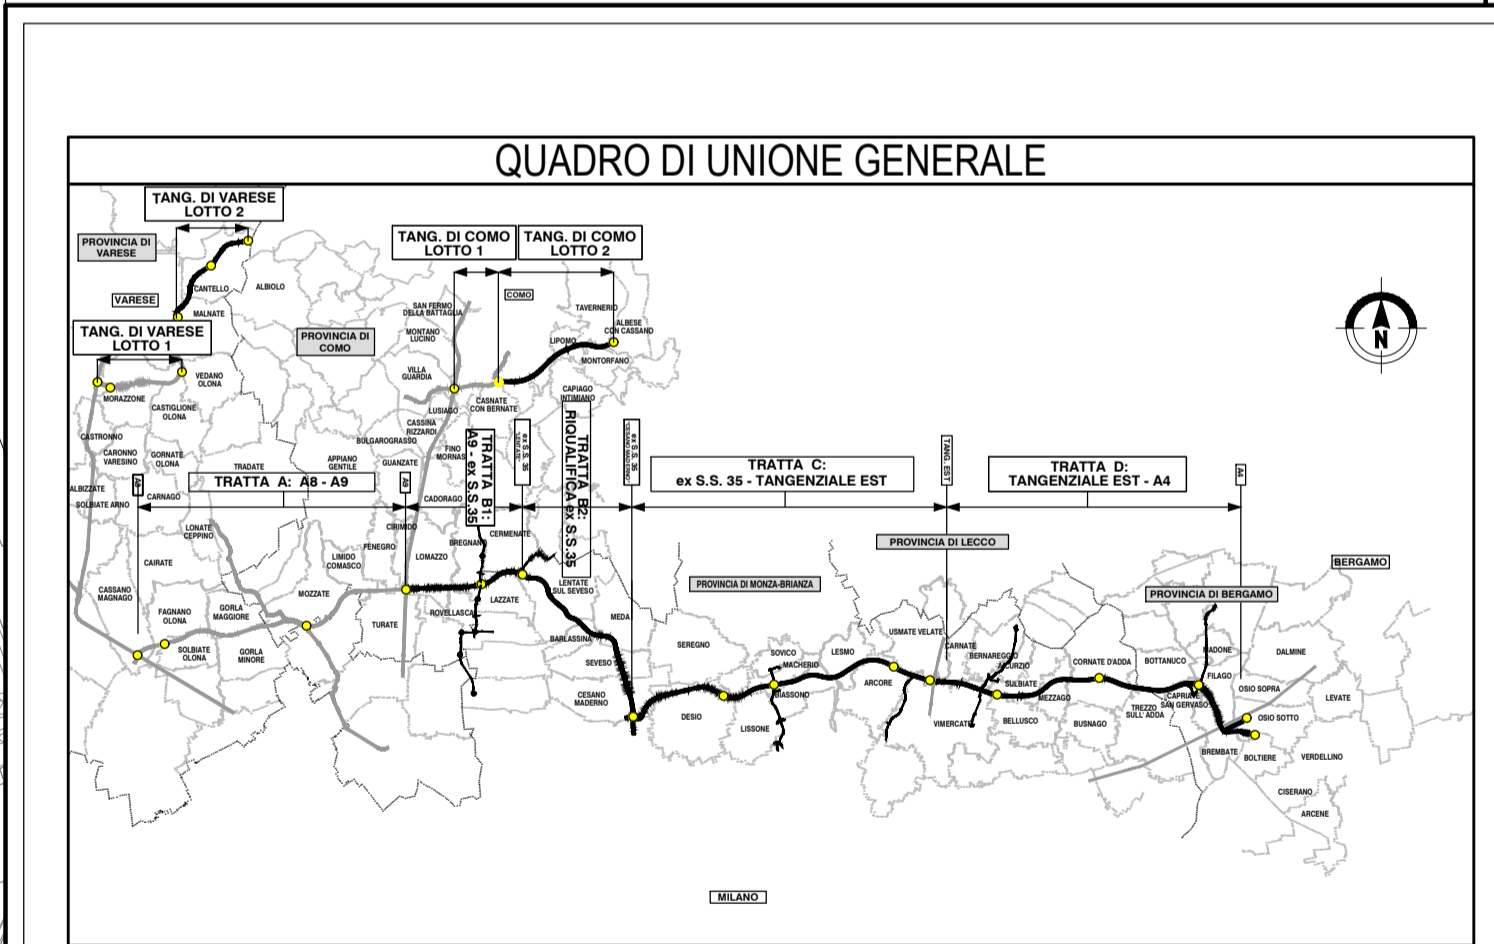 QUADRO DI UNIONE GENERALE
TANG. DI VARESE
LOTTO 2
PROVINCIA DI
VARESE
TANG. DI COMO
LOTTO 1
TANG. DI COMO
LOTTO 2
CANTELLO
ALBIOLO
VARESE
MALNATE
COMO
SAN FERMO
DELLA BATTAGLIA
TAVERNERIO
ALBESE
CON CASSANO
TANG. DI VARESE
LOTTO 1
PROVINCIA DI
COMO
MONTANO
LUCINO
LIPOMO
MONTORFANO
N
VEDANO
OLONA
VILLA
GUARDIA
CAPIAGO
INTIMIANO
MORAZZONE
CASTIGLIONE
OLONA
LUSIAGO
CASNATE
CON BERNATE
CASSINA
RIZZARDI
CASTRONNO
BULGAROGRASSO
CARONNO
VARESINO
GORNATE
OLONA
FINO
MORNAS
TRADATE
APPIANO
GENTILE
GUANZATE
TRATTA B1:
A9 - ex S.S.35
ex S.S. 35
TRATTA B2:
RIQUALIFICA ex S.S.35
ex S.S. 35
TRATTA C:
ex S.S. 35 - TANGENZIALE EST
TANG. EST
TRATTA D:
TANGENZIALE EST - A4
A4
ALBIZZATE
TRATTA A: A8 - A9
A8
A9
CARNAGO
SOLBIATE ARNO
CADORAGO
LONATE
CEPPINO
CIRIMIDO
CERMENATE
FENEGRO
BREGNANO
LOMAZZO
LIMIDO
COMASCO
CAIRATE
PROVINCIA DI LECCO
BERGAMO
PROVINCIA DI MONZA-BRIANZA
PROVINCIA DI BERGAMO
CASSANO
MAGNAGO
MOZZATE
LAZZATE
LENTATE
SUL SEVESO
FAGNANO
OLONA
GORLA
MAGGIORE
ROVELLASCA
TURATE
MEDA
BARLASSINA
SEREGNO
USMATE VELATE
SOLBIATE
OLONA
GORLA
MINORE
SEVESO
SOVICO
LESMO
CARNATE
BERNAREGGIO
MACHERIO
AICURZIO
CORNATE D'ADDA
BOTTANUCO
MADONE
DALMINE
CESANO
MADERNO
BIASSONO
ARCORE
SULBIATE
FILAGO
OSIO SOPRA
MEZZAGO
CAPRIATE
SAN GERVASO
LEVATE
DESIO
LISSONE
VIMERCATE
BELLUSCO
BUSNAGO
TREZZO
SULL' ADDA
OSIO SOTTO
BREMBATE
BOLTIERE
VERDELLINO
CISERANO
ARCENE
MILANO